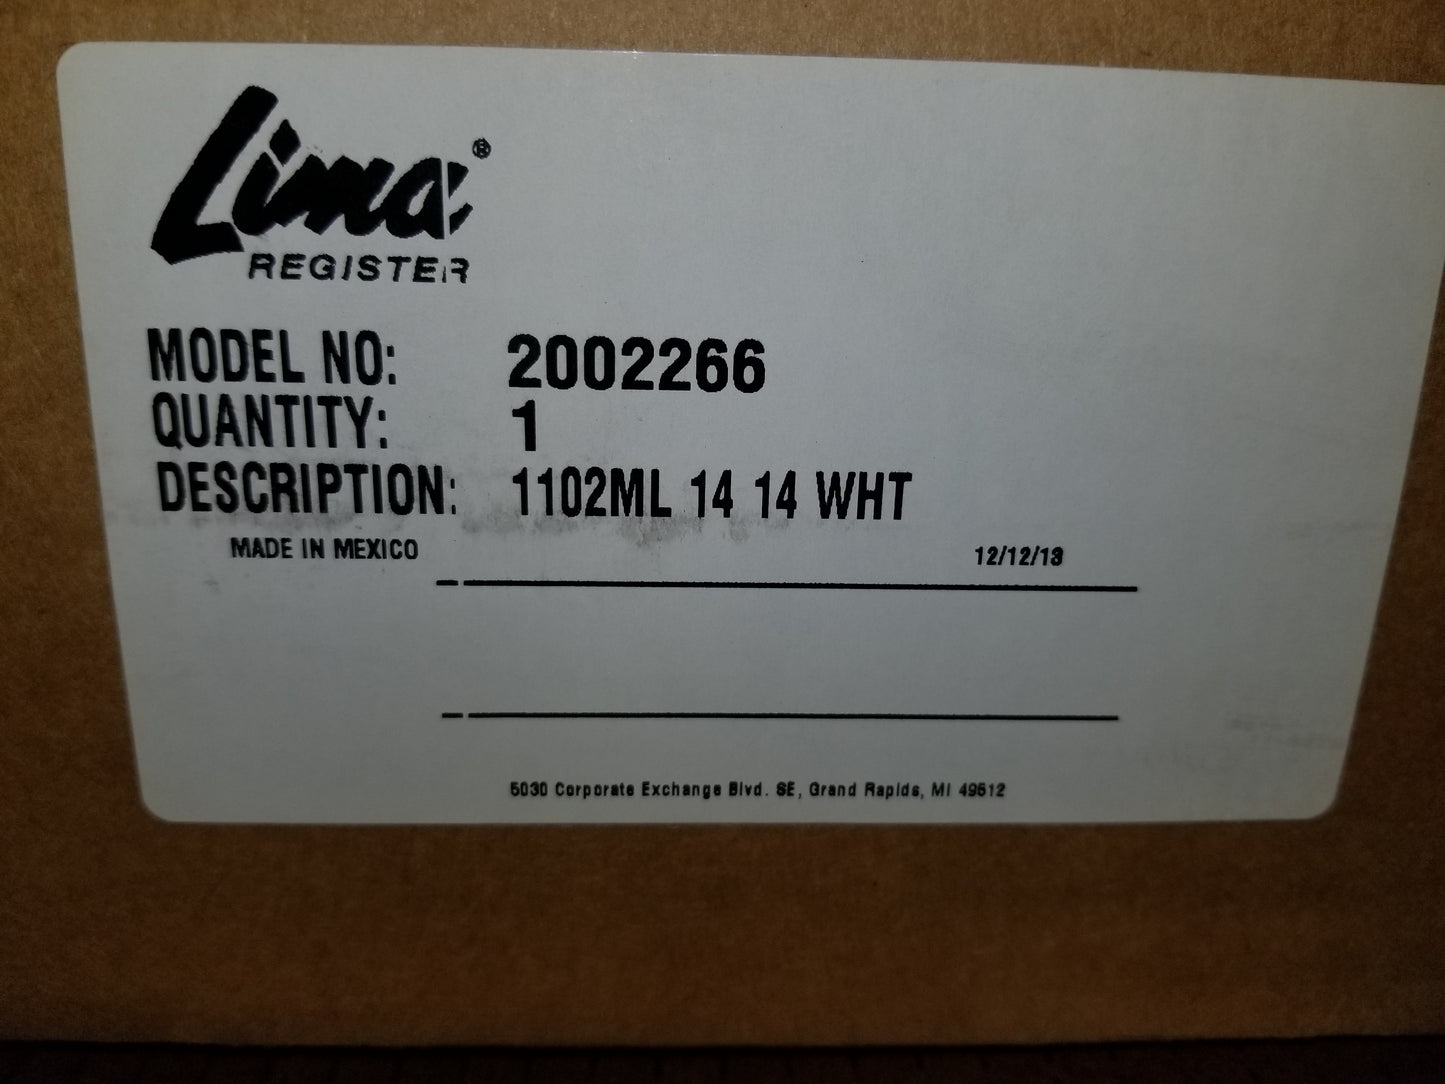 Lima®
REGISTER
MODEL NO: 2002266
QUANTITY: 1
DESCRIPTION: 1102ML 14 14 WHT
MADE IN MEXICO 12/12/13
5030 Corporate Exchange Blvd. SE, Grand Rapids, MI 49512